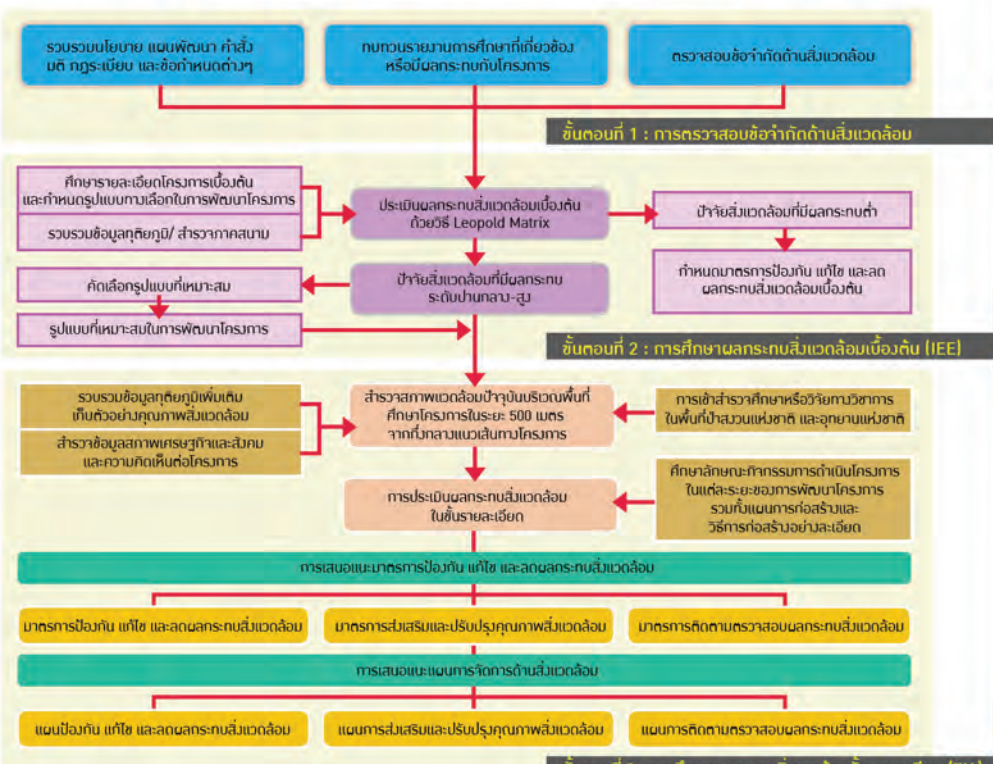 รวบรวมนโยบาย แผนพัฒนา คำสั่ง
มติ กฎระเบียบ และข้อกำหนดต่างๆ
ทบทวนรายงานการศึกษาที่เกี่ยวข้อง
หรือมีผลกระทบกับโครงการ
ตรวจสอบข้อจำกัดด้านสิ่งแวดล้อม
ขั้นตอนที่ 1 : การตรวจสอบข้อจำกัดด้านสิ่งแวดล้อม
ศึกษารายละเอียดโครงการเบื้องต้น
และกำหนดรูปแบบทางเลือกในการพัฒนาโครงการ
รวบรวมข้อมูลทุติยภูมิ/ สำรวจภาคสนาม
ประเมินผลกระทบสิ่งแวดล้อมเบื้องต้น
ด้วยวิธี Leopold Matrix
ปัจจัยสิ่งแวดล้อมที่มีผลกระทบต่ำ
กำหนดมาตรการป้องกัน แก้ไข และลด
ผลกระทบสิ่งแวดล้อมเบื้องต้น
คัดเลือกรูปแบบที่เหมาะสม
ปัจจัยสิ่งแวดล้อมที่มีผลกระทบ
ระดับปานกลาง-สูง
รูปแบบที่เหมาะสมในการพัฒนาโครงการ
ขั้นตอนที่ 2 : การศึกษาผลกระทบสิ่งแวดล้อมเบื้องต้น (IEE)
รวบรวมข้อมูลทุติยภูมิเพิ่มเติม
เก็บตัวอย่างคุณภาพสิ่งแวดล้อม
สำรวจข้อมูลสภาพเศรษฐกิจและสังคม
และความคิดเห็นต่อโครงการ
สำรวจสภาพแวดล้อมปัจจุบันบริเวณพื้นที่
ศึกษาโครงการในระยะ 500 เมตร
จากกึ่งกลางแนวเส้นทางโครงการ
การเข้าสำรวจศึกษาหรือวิจัยทางวิชาการ
ในพื้นที่ป่าสงวนแห่งชาติ และอุทยานแห่งชาติ
การประเมินผลกระทบสิ่งแวดล้อม
ในขั้นรายละเอียด
ศึกษาลักษณะกิจกรรมการดำเนินโครงการ
ในแต่ละระยะของการพัฒนาโครงการ
รวมทั้งแผนการก่อสร้างและ
วิธีการก่อสร้างอย่างละเอียด
การเสนอแนะมาตรการป้องกัน แก้ไข และลดผลกระทบสิ่งแวดล้อม
มาตรการป้องกัน แก้ไข และลดผลกระทบสิ่งแวดล้อม
มาตรการส่งเสริมและปรับปรุงคุณภาพสิ่งแวดล้อม
มาตรการติดตามตรวจสอบผลกระทบสิ่งแวดล้อม
การเสนอแนะแผนการจัดการด้านสิ่งแวดล้อม
แผนป้องกัน แก้ไข และลดผลกระทบสิ่งแวดล้อม
แผนการส่งเสริมและปรับปรุงคุณภาพสิ่งแวดล้อม
แผนการติดตามตรวจสอบผลกระทบสิ่งแวดล้อม